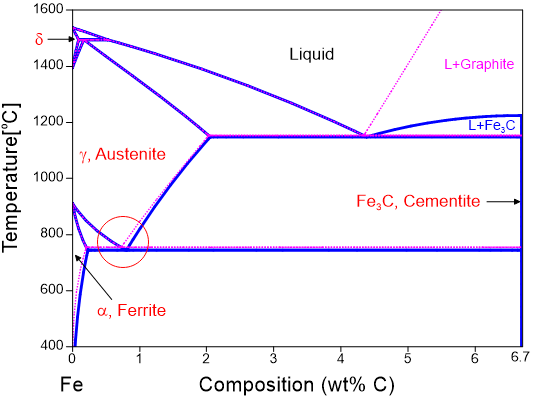 1600
δ
Liquid
1400
L+Graphite
1200
L+Fe₃C
γ, Austenite
1000
Fe₃C, Cementite
800
600
α, Ferrite
400
0 1 2 3 4 5 6 6.7
Temperature[°C]
Fe Composition (wt% C)